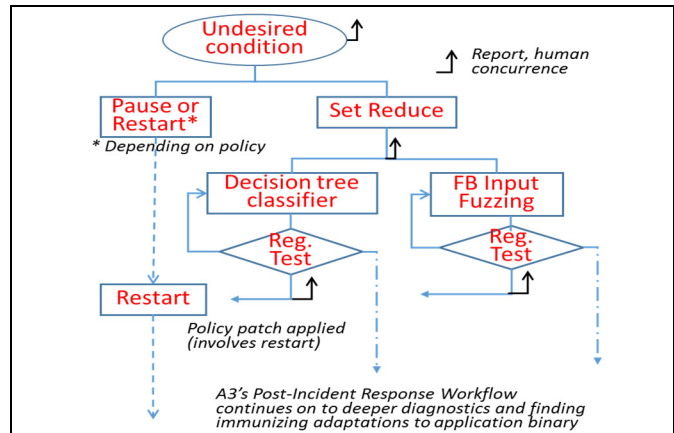 Undesired
condition
Report, human
concurrence
Pause or
Restart*
Set Reduce
* Depending on policy
Decision tree
classifier
FB Input
Fuzzing
Reg.
Test
Reg.
Test
Restart
Policy patch applied
(involves restart)
A3's Post-Incident Response Workflow
continues on to deeper diagnostics and finding
immunizing adaptations to application binary